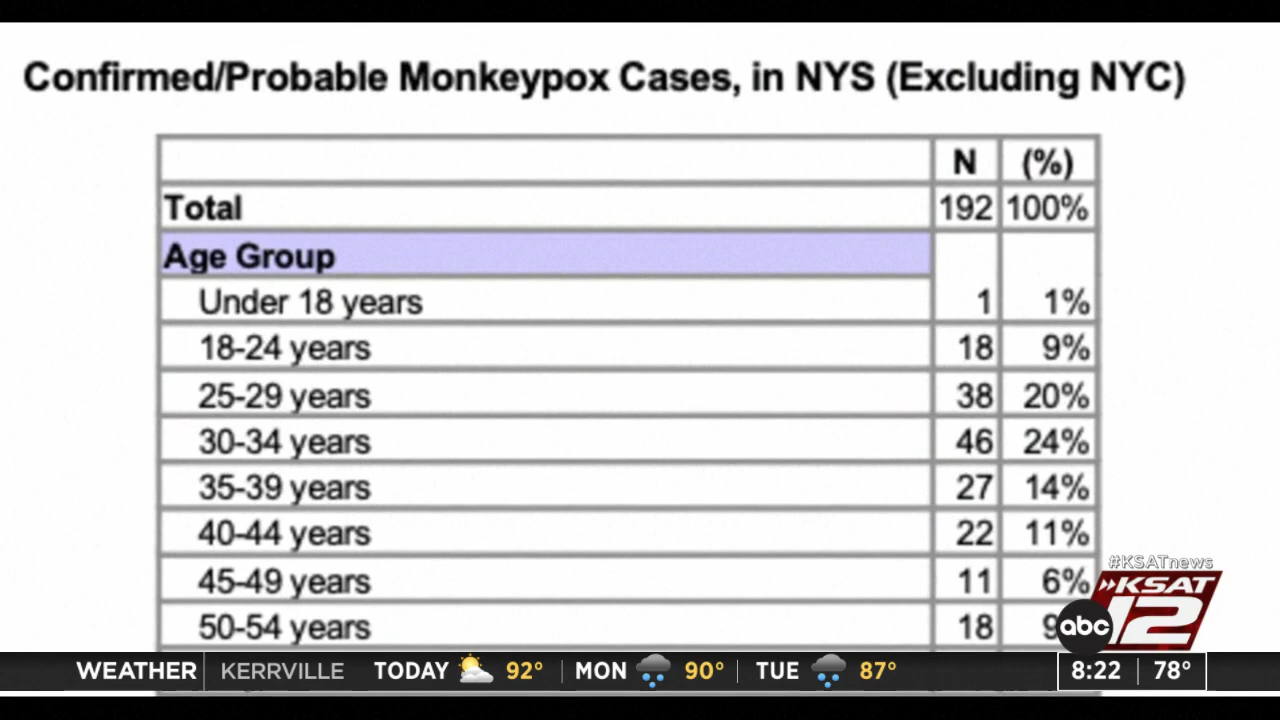 Confirmed/Probable Monkeypox Cases, in NYS (Excluding NYC)
N (%)
Total 192 100%
Age Group
Under 18 years 1 1%
18-24 years 18 9%
25-29 years 38 20%
30-34 years 46 24%
35-39 years 27 14%
40-44 years 22 11%
45-49 years 11 6%
50-54 years 18 9
#KSATnews
KSAT
abc 12
WEATHER KERRVILLE TODAY 92° MON 90° TUE 87° 8:22 78°